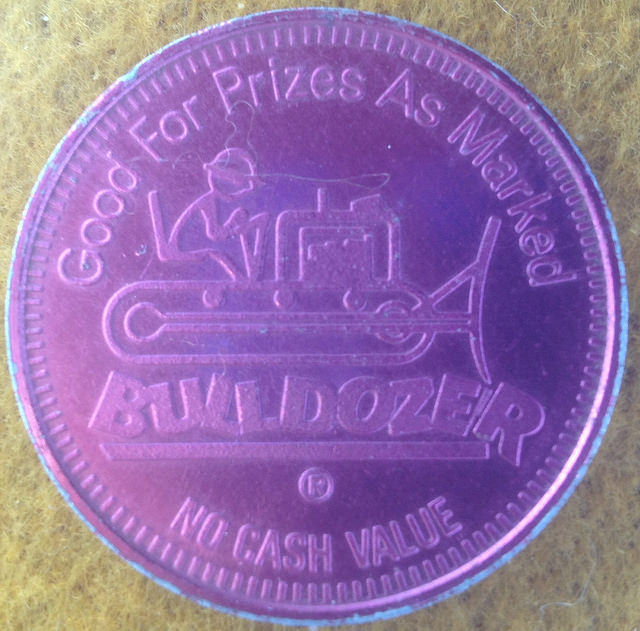 Good For Prizes As Marked
BULLDOZER
®
NO CASH VALUE